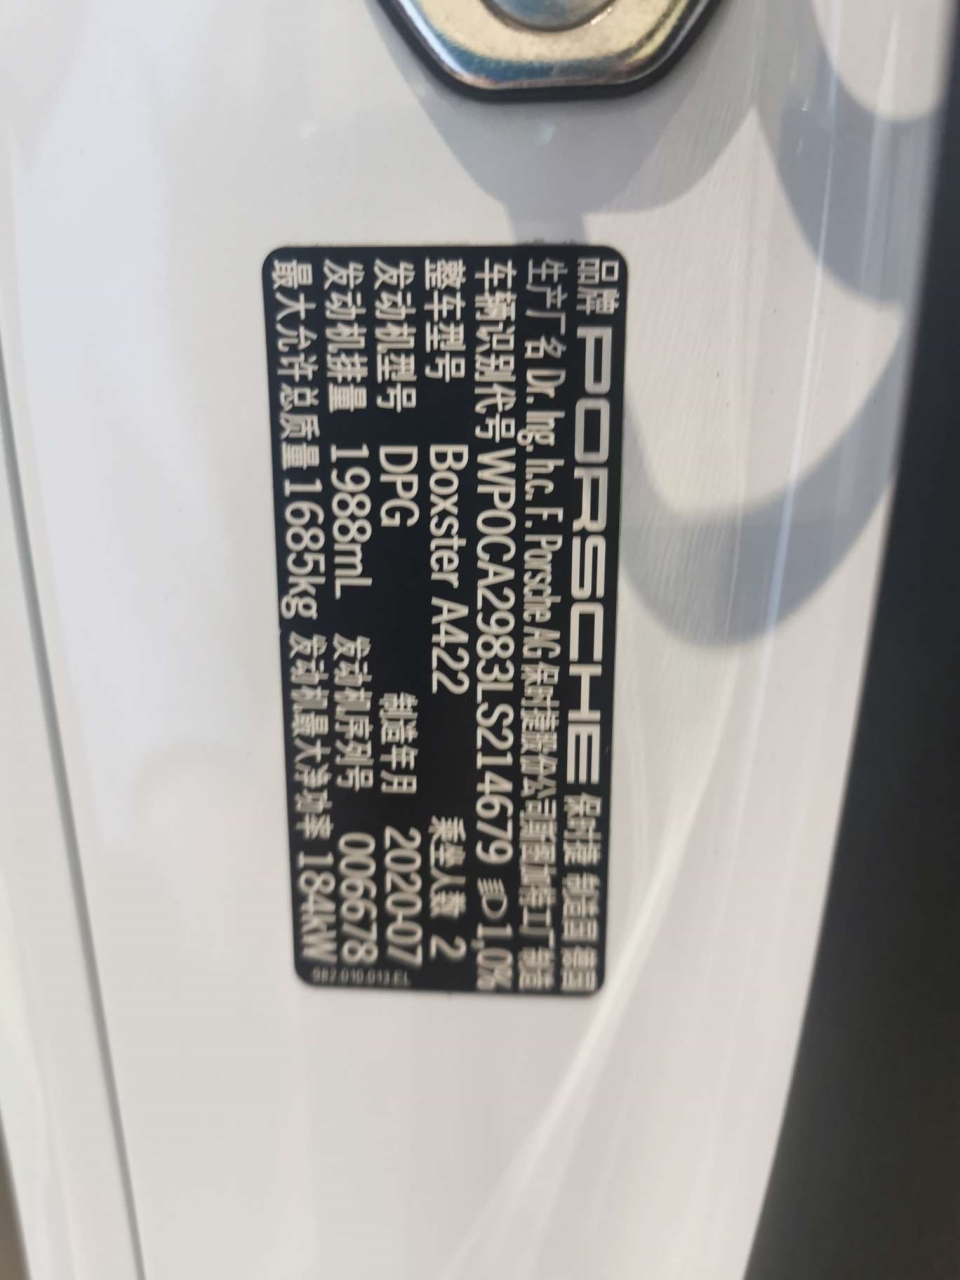 品牌 PORSCHE 保时捷 制造国 德国
生产厂名 Dr. Ing. h.c. F. Porsche AG 保时捷股份公司斯图加特工厂 制造
车辆识别代号 WP0CA2983LS214679 1,0%
整车型号 Boxster A422 乘坐人数 2
发动机型号 DPG 制造年月 2020-07
发动机排量 1988mL 发动机序列号 006678
最大允许总质量 1685kg 发动机最大净功率 184kW
982.010.013.EL